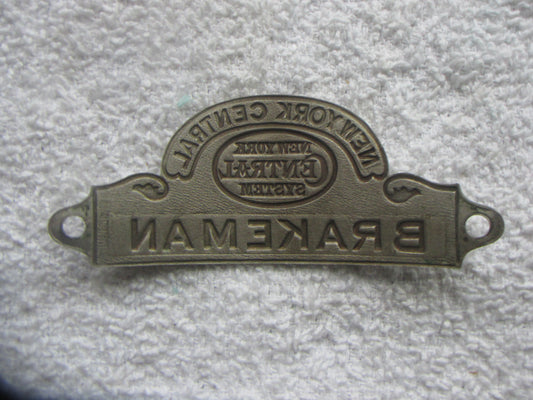 NEW YORK CENTRAL
NEW YORK
CENTRAL
SYSTEM
BRAKEMAN